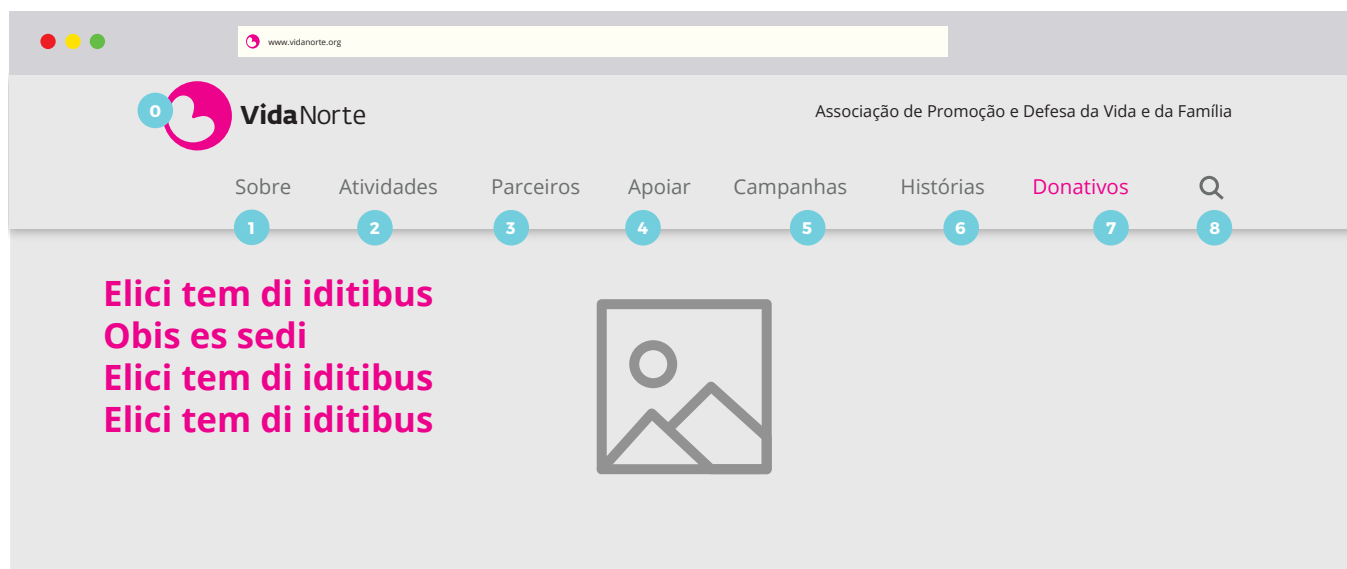 www.vidanorte.org
0
VidaNorte
Associação de Promoção e Defesa da Vida e da Família
Sobre Atividades Parceiros Apoiar Campanhas Histórias Donativos
1 2 3 4 5 6 7 8
Elici tem di iditibus
Obis es sedi
Elici tem di iditibus
Elici tem di iditibus